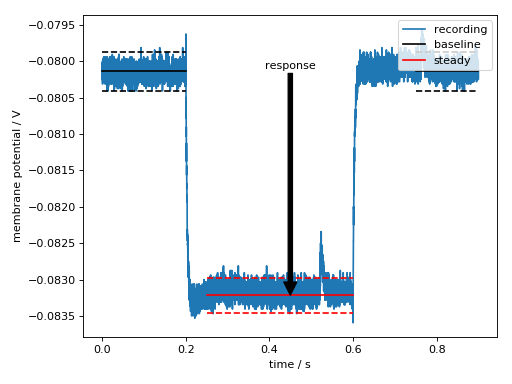 −0.0795
−0.0800
−0.0805
−0.0810
−0.0815
−0.0820
−0.0825
−0.0830
−0.0835
membrane potential / V
response
recording
baseline
steady
0.0 0.2 0.4 0.6 0.8
time / s